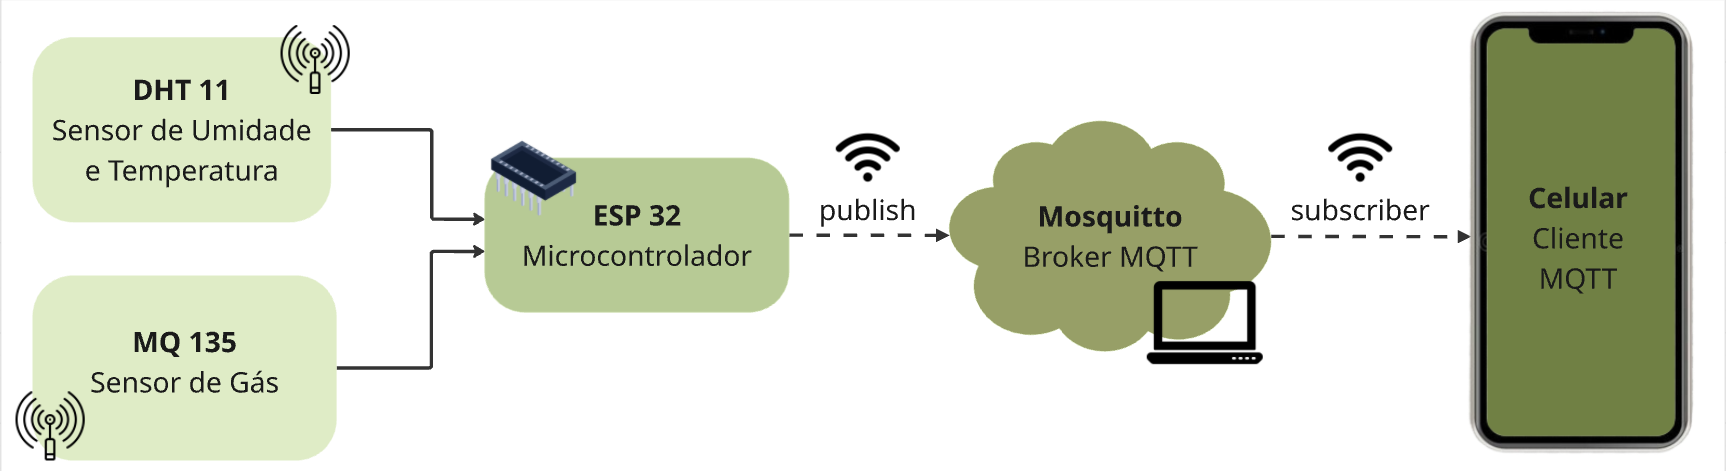 DHT 11
Sensor de Umidade
e Temperatura
MQ 135
Sensor de Gás
ESP 32
Microcontrolador
publish
Mosquitto
Broker MQTT
subscriber
Celular
Cliente
MQTT